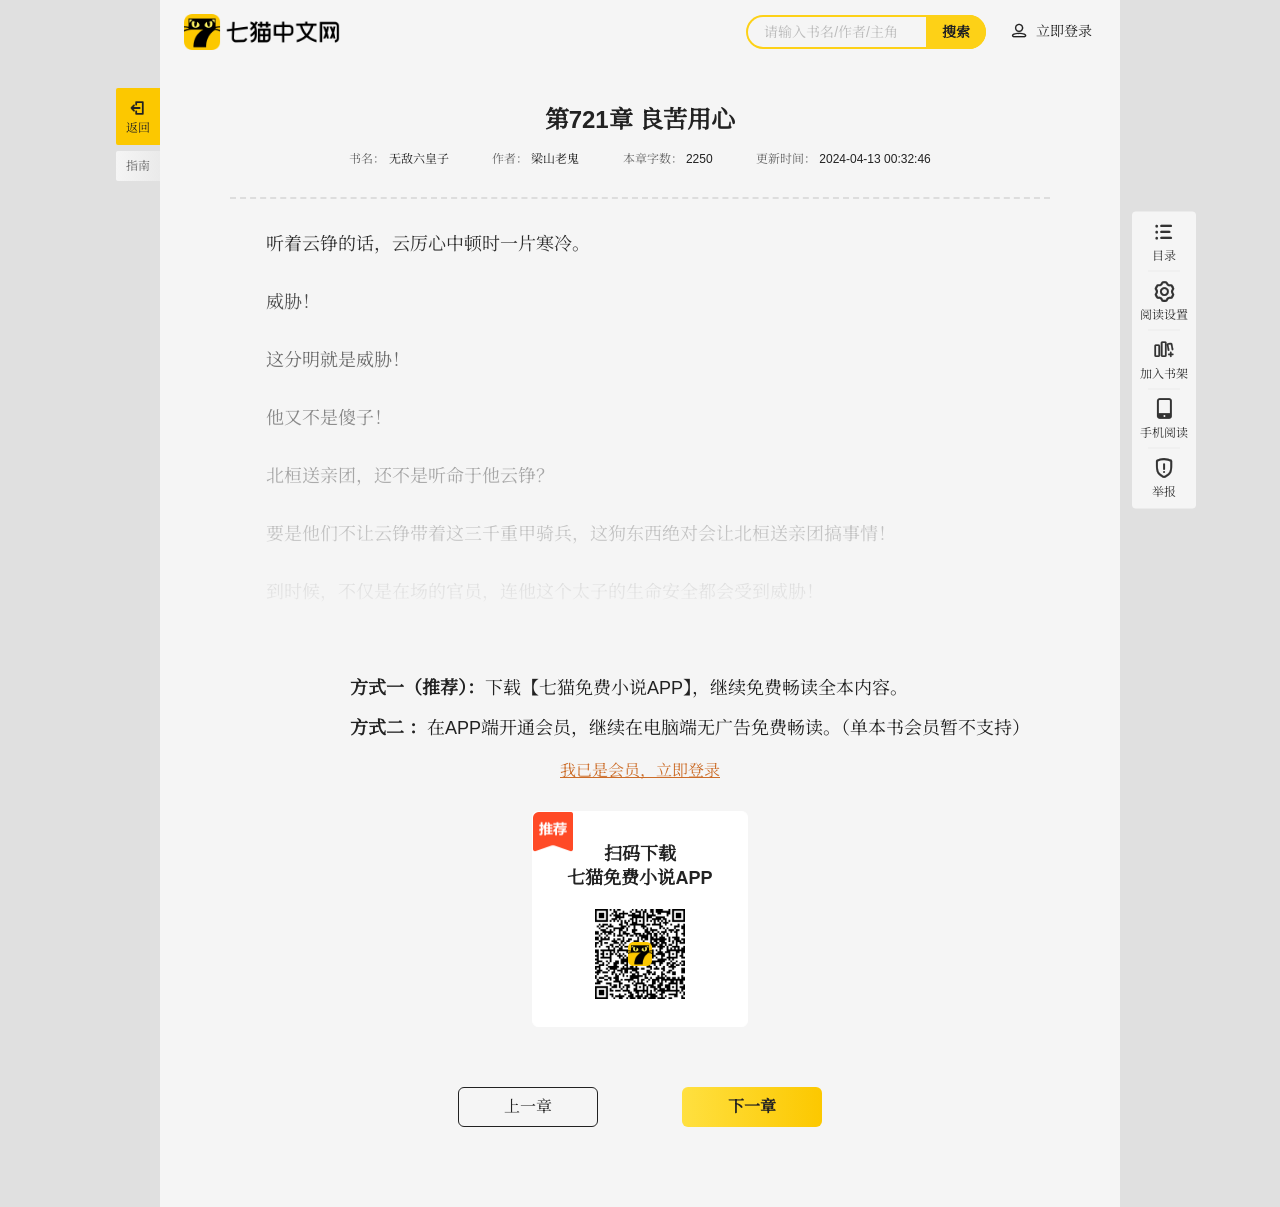 七猫中文网
请输入书名/作者/主角
搜索
立即登录
返回
指南
第721章 良苦用心
书名： 无敌六皇子 作者： 梁山老鬼 本章字数： 2250 更新时间： 2024-04-13 00:32:46
听着云铮的话，云厉心中顿时一片寒冷。
威胁！
这分明就是威胁！
他又不是傻子！
北桓送亲团，还不是听命于他云铮？
要是他们不让云铮带着这三千重甲骑兵，这狗东西绝对会让北桓送亲团搞事情！
到时候，不仅是在场的官员，连他这个太子的生命安全都会受到威胁！
目录
阅读设置
加入书架
手机阅读
举报
方式一（推荐）：下载【七猫免费小说APP】，继续免费畅读全本内容。
方式二 ：在APP端开通会员，继续在电脑端无广告免费畅读。（单本书会员暂不支持）
我已是会员，立即登录
推荐
扫码下载
七猫免费小说APP
上一章
下一章